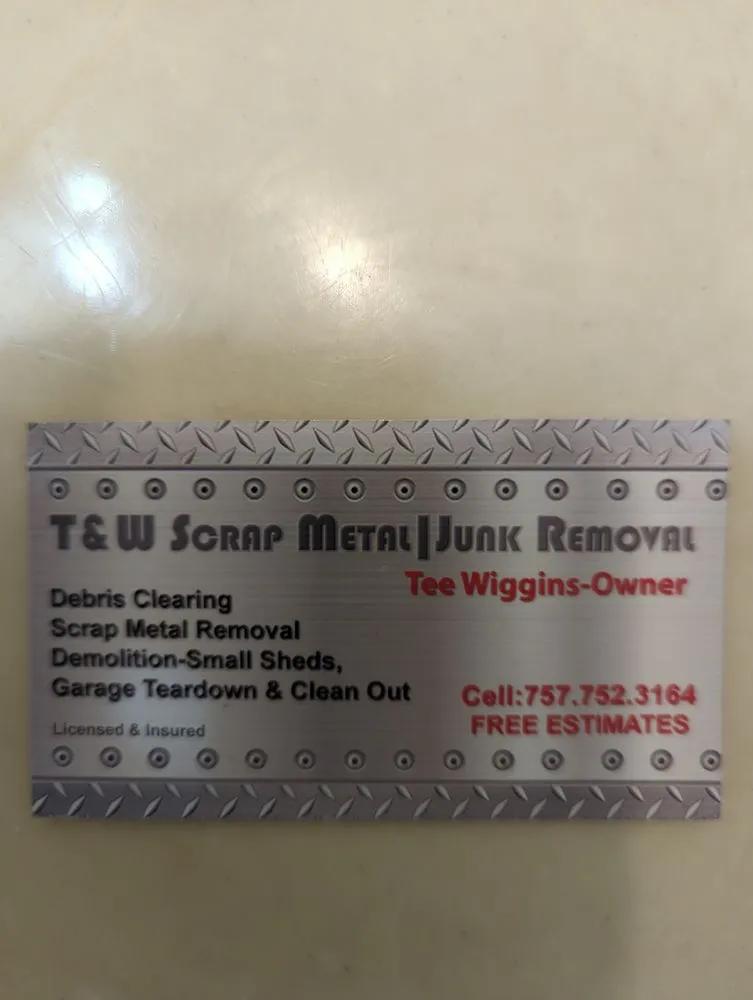 T&W Scrap Metal|Junk Removal
Tee Wiggins-Owner
Debris Clearing
Scrap Metal Removal
Demolition-Small Sheds,
Garage Teardown & Clean Out
Licensed & Insured
Cell:757.752.3164
FREE ESTIMATES